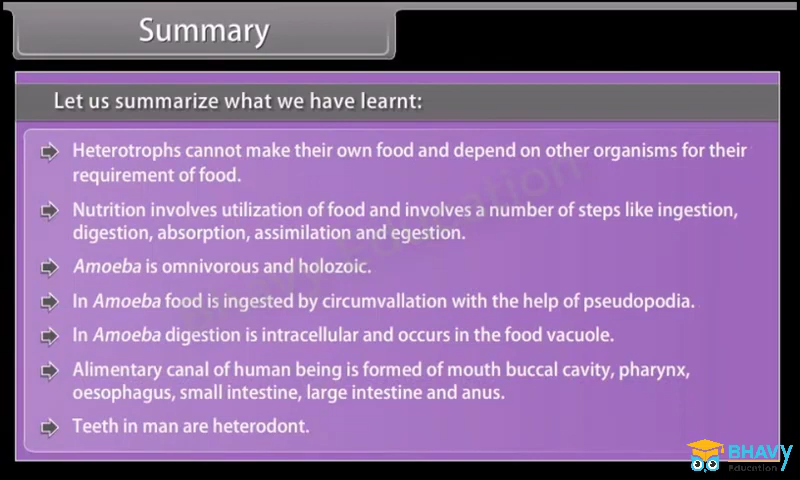 Summary
Let us summarize what we have learnt:
Heterotrophs cannot make their own food and depend on other organisms for their
requirement of food.
Nutrition involves utilization of food and involves a number of steps like ingestion,
digestion, absorption, assimilation and egestion.
Amoeba is omnivorous and holozoic.
In Amoeba food is ingested by circumvallation with the help of pseudopodia.
In Amoeba digestion is intracellular and occurs in the food vacuole.
Alimentary canal of human being is formed of mouth buccal cavity, pharynx,
oesophagus, small intestine, large intestine and anus.
Teeth in man are heterodont.
BHAVY
Education
Bhavy Education